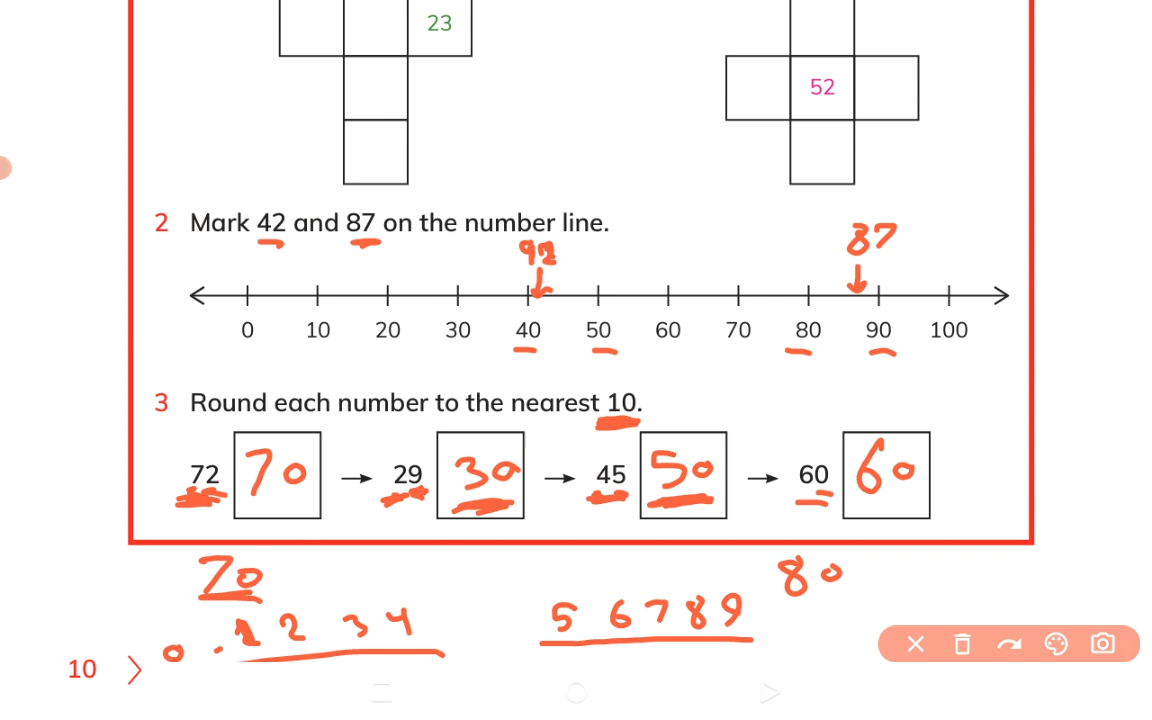 23
52
2 Mark 42 and 87 on the number line.
87
0 10 20 30 40 50 60 70 80 90 100
3 Round each number to the nearest 10.
72 70 → 29 30 → 45 50 → 60 60
70 80
0 . 1 2 3 4 5 6 7 8 9
10